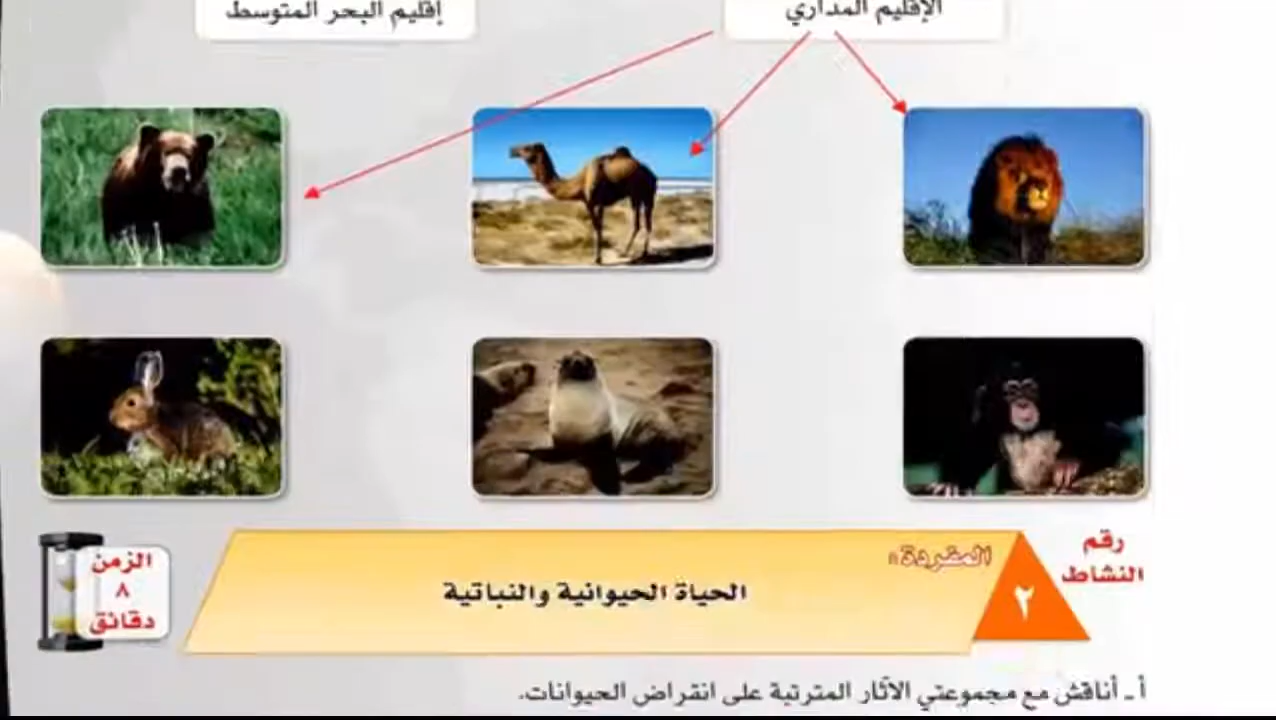 الإقليم المداري
إقليم البحر المتوسط
رقم
النشاط
٢
المفردة:
الحياة الحيوانية والنباتية
الزمن
٨
دقائق
أ ـ أناقش مع مجموعتي الآثار المترتبة على انقراض الحيوانات.